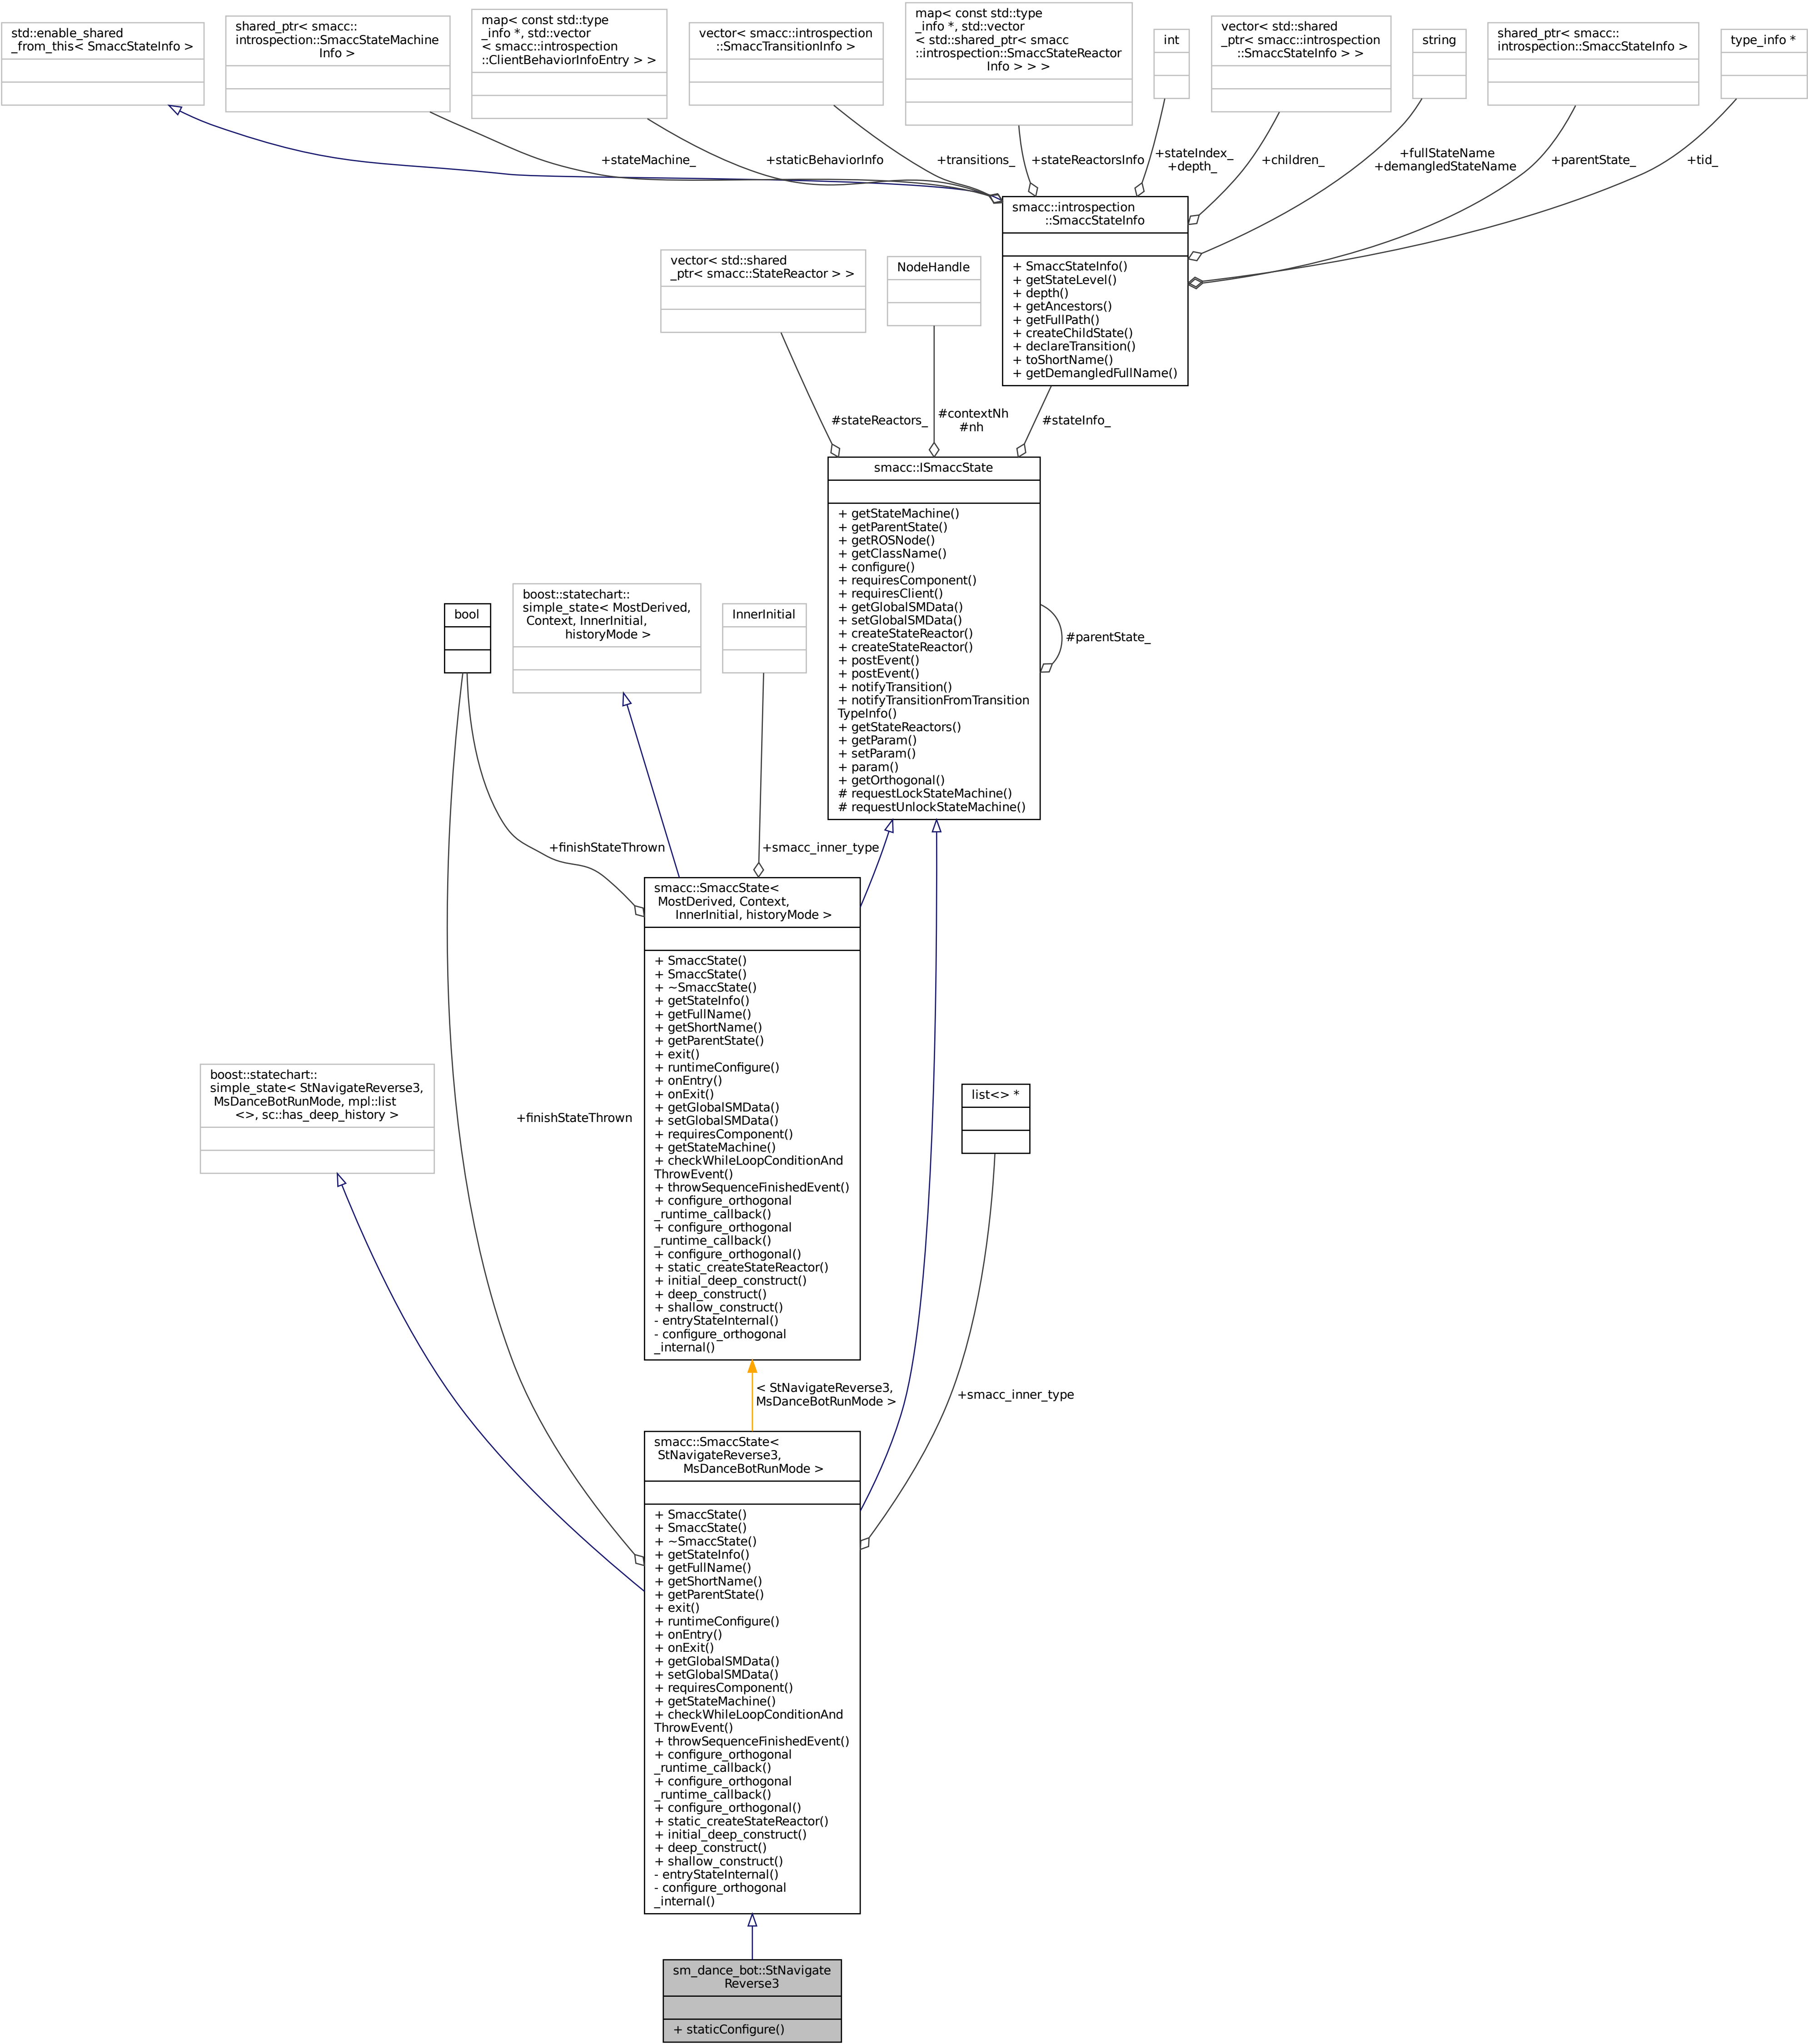 std::enable_shared
_from_this< SmaccStateInfo >
shared_ptr< smacc::
introspection::SmaccStateMachine
Info >
map< const std::type
_info *, std::vector
< smacc::introspection
::ClientBehaviorInfoEntry > >
vector< smacc::introspection
::SmaccTransitionInfo >
map< const std::type
_info *, std::vector
< std::shared_ptr< smacc
::introspection::SmaccStateReactor
Info > > >
int
vector< std::shared
_ptr< smacc::introspection
::SmaccStateInfo > >
string
shared_ptr< smacc::
introspection::SmaccStateInfo >
type_info *
+stateMachine_
+staticBehaviorInfo
+transitions_
+stateReactorsInfo
+stateIndex_
+depth_
+children_
+fullStateName
+demangledStateName
+parentState_
+tid_
smacc::introspection
::SmaccStateInfo
+ SmaccStateInfo()
+ getStateLevel()
+ depth()
+ getAncestors()
+ getFullPath()
+ createChildState()
+ declareTransition()
+ toShortName()
+ getDemangledFullName()
vector< std::shared
_ptr< smacc::StateReactor > >
NodeHandle
#stateReactors_
#contextNh
#nh
#stateInfo_
smacc::ISmaccState
+ getStateMachine()
+ getParentState()
+ getROSNode()
+ getClassName()
+ configure()
+ requiresComponent()
+ requiresClient()
+ getGlobalSMData()
+ setGlobalSMData()
+ createStateReactor()
+ createStateReactor()
+ postEvent()
+ postEvent()
+ notifyTransition()
+ notifyTransitionFromTransition
TypeInfo()
+ getStateReactors()
+ getParam()
+ setParam()
+ param()
+ getOrthogonal()
# requestLockStateMachine()
# requestUnlockStateMachine()
#parentState_
bool
boost::statechart::
simple_state< MostDerived,
Context, InnerInitial,
historyMode >
InnerInitial
+finishStateThrown
+smacc_inner_type
smacc::SmaccState<
MostDerived, Context,
InnerInitial, historyMode >
+ SmaccState()
+ SmaccState()
+ ~SmaccState()
+ getStateInfo()
+ getFullName()
+ getShortName()
+ getParentState()
+ exit()
+ runtimeConfigure()
+ onEntry()
+ onExit()
+ getGlobalSMData()
+ setGlobalSMData()
+ requiresComponent()
+ getStateMachine()
+ checkWhileLoopConditionAnd
ThrowEvent()
+ throwSequenceFinishedEvent()
+ configure_orthogonal
_runtime_callback()
+ configure_orthogonal
_runtime_callback()
+ configure_orthogonal()
+ static_createStateReactor()
+ initial_deep_construct()
+ deep_construct()
+ shallow_construct()
- entryStateInternal()
- configure_orthogonal
_internal()
boost::statechart::
simple_state< StNavigateReverse3,
MsDanceBotRunMode, mpl::list
<>, sc::has_deep_history >
+finishStateThrown
list<> *
< StNavigateReverse3,
MsDanceBotRunMode >
+smacc_inner_type
smacc::SmaccState<
StNavigateReverse3,
MsDanceBotRunMode >
+ SmaccState()
+ SmaccState()
+ ~SmaccState()
+ getStateInfo()
+ getFullName()
+ getShortName()
+ getParentState()
+ exit()
+ runtimeConfigure()
+ onEntry()
+ onExit()
+ getGlobalSMData()
+ setGlobalSMData()
+ requiresComponent()
+ getStateMachine()
+ checkWhileLoopConditionAnd
ThrowEvent()
+ throwSequenceFinishedEvent()
+ configure_orthogonal
_runtime_callback()
+ configure_orthogonal
_runtime_callback()
+ configure_orthogonal()
+ static_createStateReactor()
+ initial_deep_construct()
+ deep_construct()
+ shallow_construct()
- entryStateInternal()
- configure_orthogonal
_internal()
sm_dance_bot::StNavigate
Reverse3
+ staticConfigure()